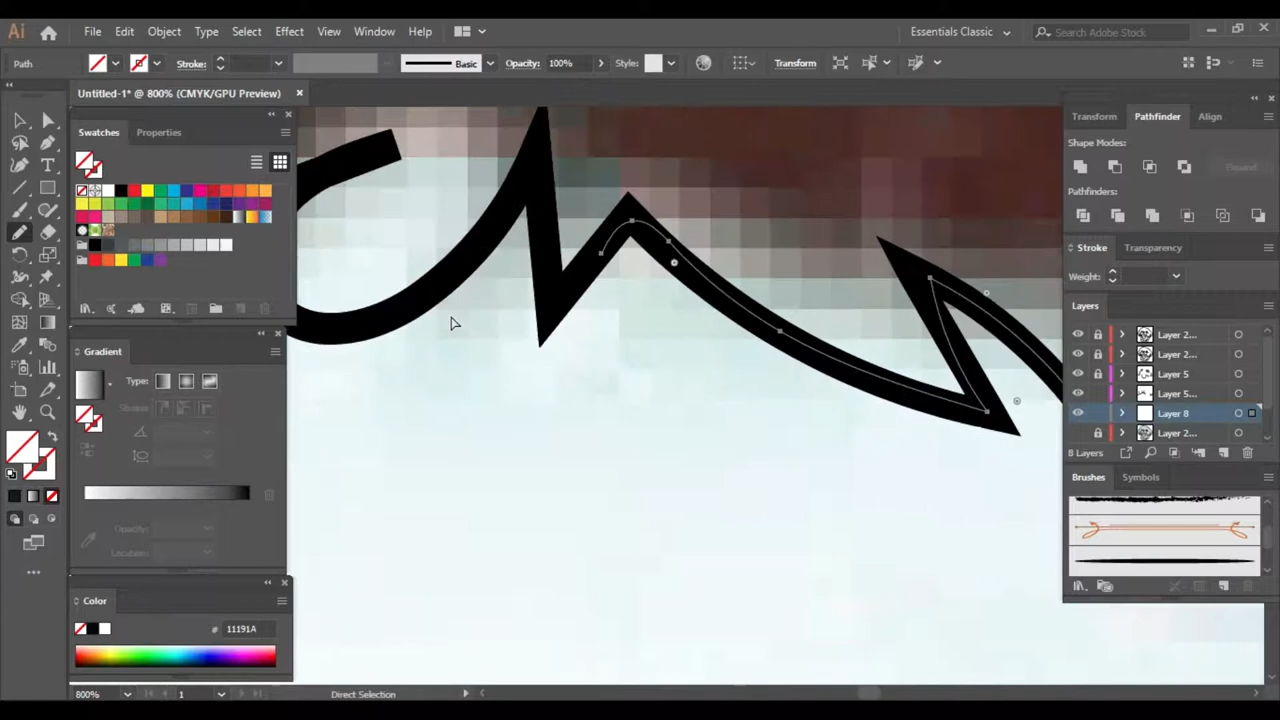 Ai File Edit Object Type Select Effect View Window Help Essentials Classic Search Adobe Stock
Path Stroke: Basic Opacity: 100% Style: Transform
Untitled-1* @ 800% (CMYK/GPU Preview) ×
Swatches Properties
Transform Pathfinder Align
Shape Modes:
Expand
Pathfinders:
Stroke Transparency
Weight:
Layers
Layer 2...
Layer 2...
Layer 5
Layer 5...
Layer 8
Layer 2...
8 Layers
Brushes Symbols
Gradient
Type:
Stroke:
Opacity:
Location:
Color
# 11191A
800% 1 Direct Selection